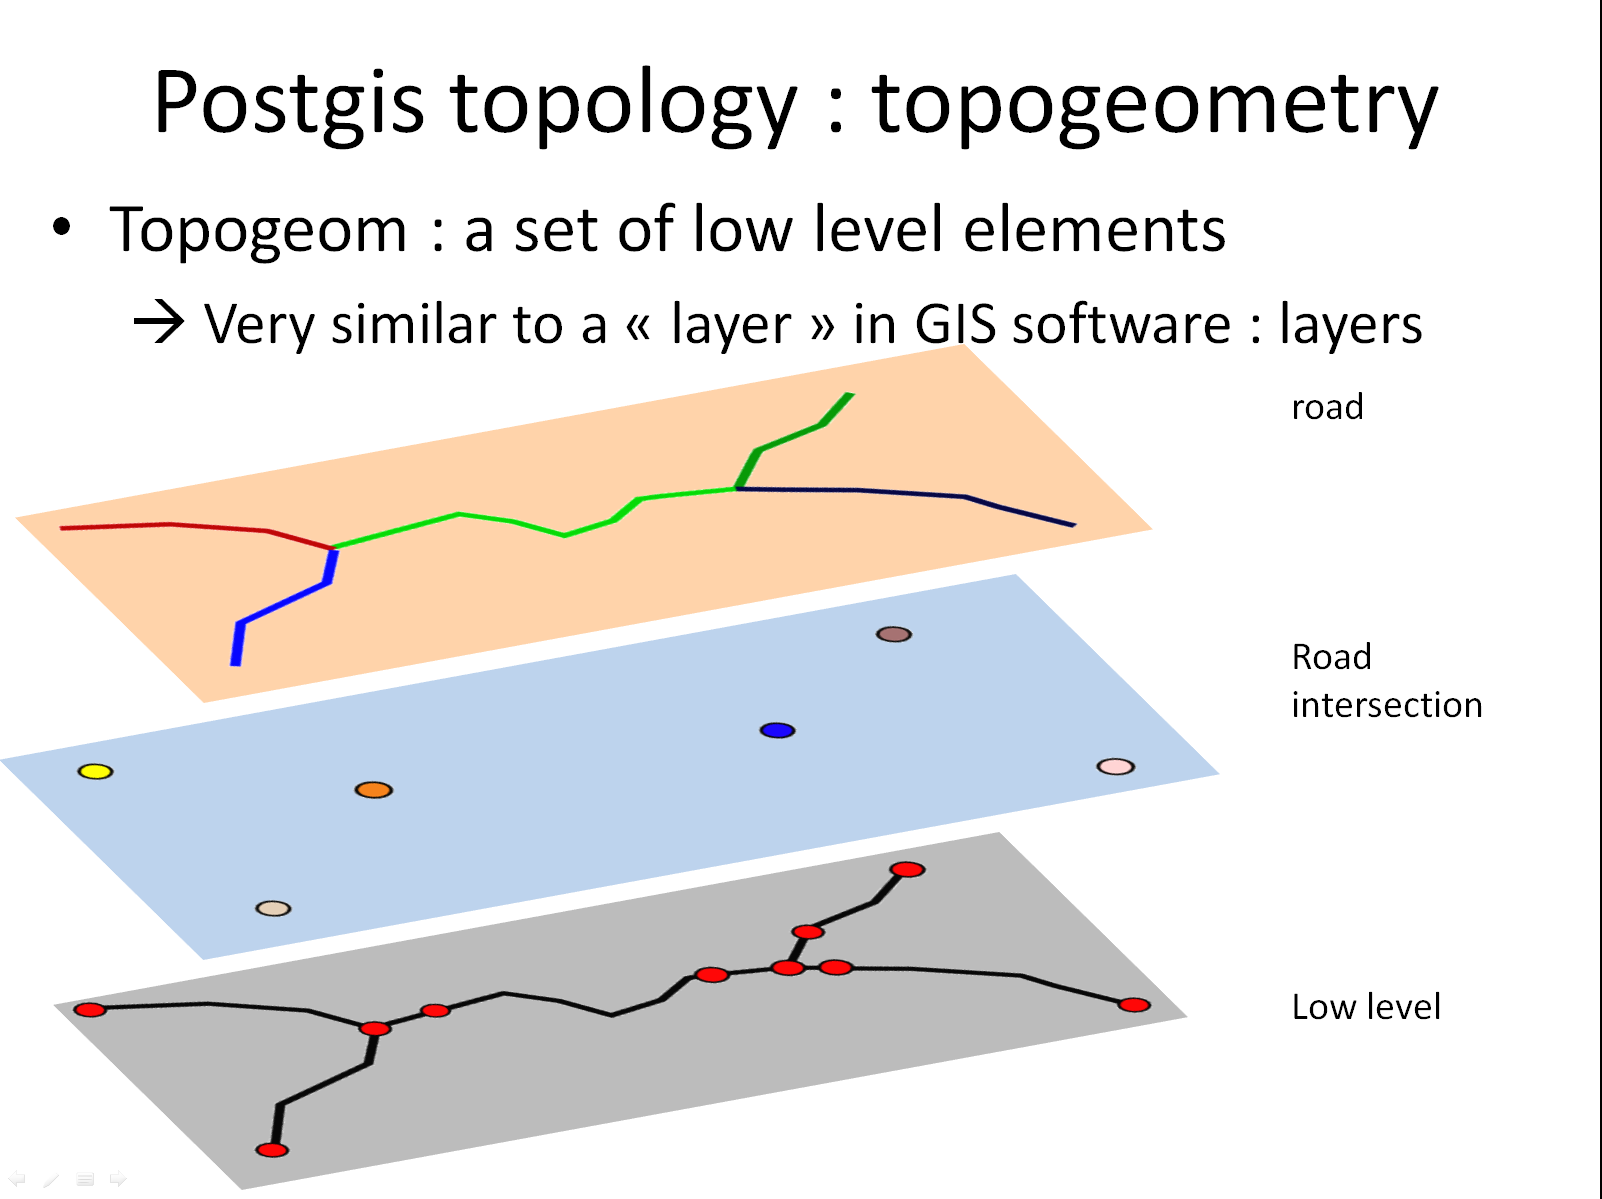 Postgis topology : topogeometry
• Topogeom : a set of low level elements
→ Very similar to a « layer » in GIS software : layers
road
Road
intersection
Low level